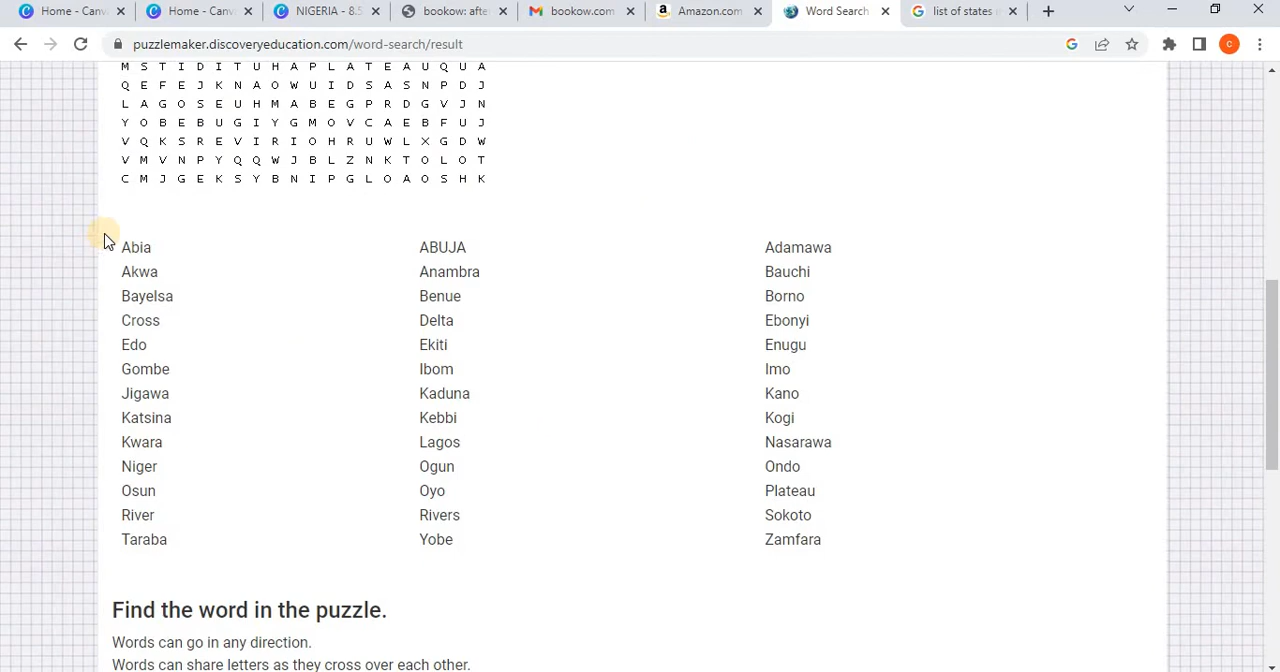 Home - Canv
Home - Canv
NIGERIA - 8.5
bookow: afte
bookow.com
Amazon.com
Word Search
list of states i
puzzlemaker.discoveryeducation.com/word-search/result
C
M S T I D I T U H A P L A T E A U Q U A
Q E F E J K N A O W U I D S A S N P D J
L A G O S E U H M A B E G P R D G V J N
Y O B E B U G I Y G M O V C A E B F U J
V Q K S R E V I R I O H R U W L X G D W
V M V N P Y Q Q W J B L Z N K T O L O T
C M J G E K S Y B N I P G L O A O S H K
Abia ABUJA Adamawa
Akwa Anambra Bauchi
Bayelsa Benue Borno
Cross Delta Ebonyi
Edo Ekiti Enugu
Gombe Ibom Imo
Jigawa Kaduna Kano
Katsina Kebbi Kogi
Kwara Lagos Nasarawa
Niger Ogun Ondo
Osun Oyo Plateau
River Rivers Sokoto
Taraba Yobe Zamfara
Find the word in the puzzle.
Words can go in any direction.
Words can share letters as they cross over each other.